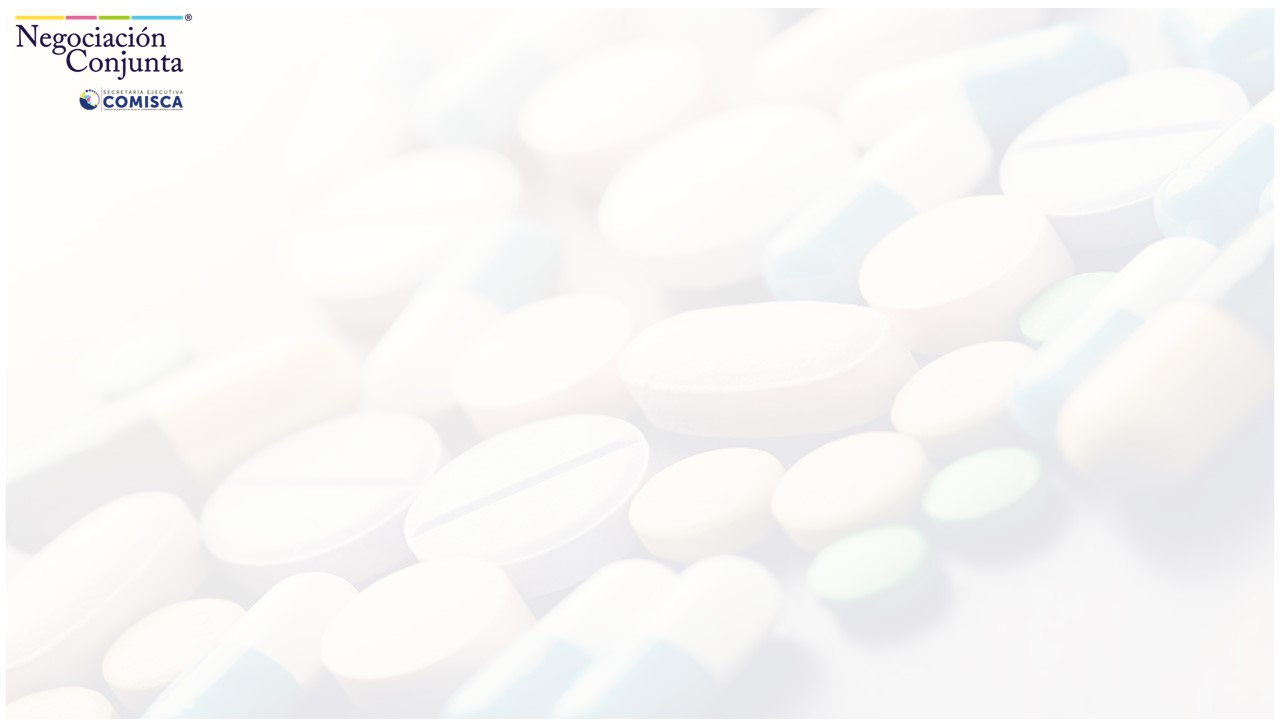 Negociación®
Conjunta
SECRETARÍA EJECUTIVA
COMISCA